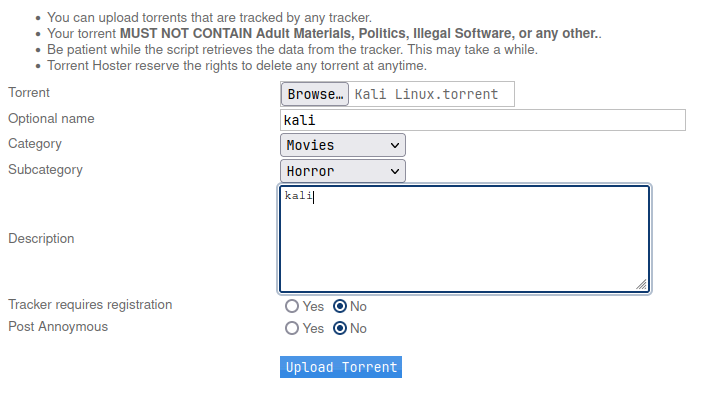 You can upload torrents that are tracked by any tracker.
Your torrent MUST NOT CONTAIN Adult Materials, Politics, Illegal Software, or any other..
Be patient while the script retrieves the data from the tracker. This may take a while.
Torrent Hoster reserve the rights to delete any torrent at anytime.
Torrent Browse… Kali Linux.torrent
Optional name kali
Category Movies
Subcategory Horror
kali
Description
Tracker requires registration Yes No
Post Annoymous Yes No
Upload Torrent